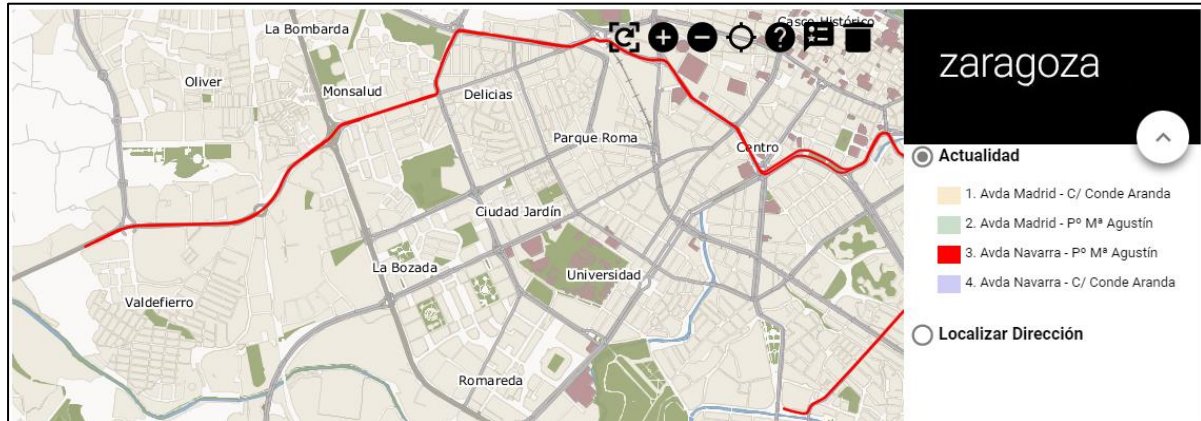 Casco Histórico
La Bombarda
Oliver
Monsalud
Delicias
Parque Roma
Centro
Ciudad Jardín
La Bozada
Universidad
Valdefierro
Romareda
zaragoza
Actualidad
1. Avda Madrid - C/ Conde Aranda
2. Avda Madrid - Pº Mª Agustín
3. Avda Navarra - Pº Mª Agustín
4. Avda Navarra - C/ Conde Aranda
Localizar Dirección